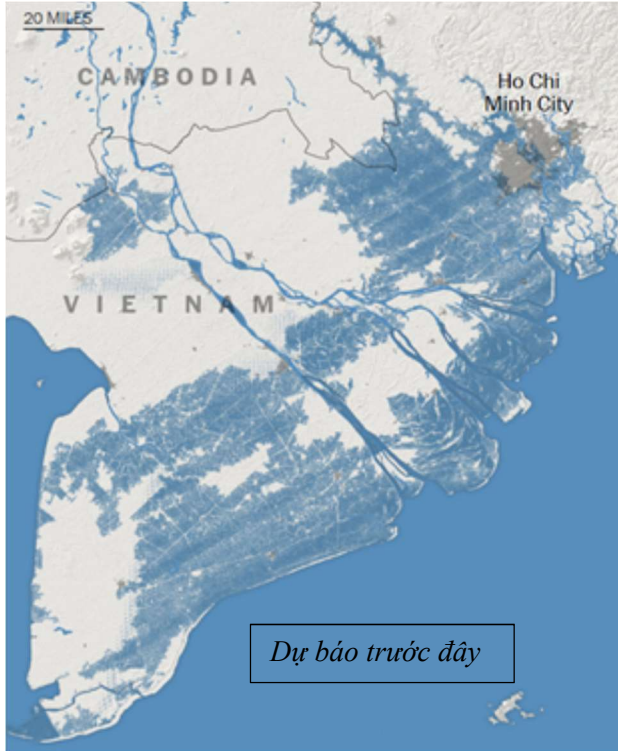 20 MILES
CAMBODIA
Ho Chi
Minh City
VIETNAM
Dự báo trước đây